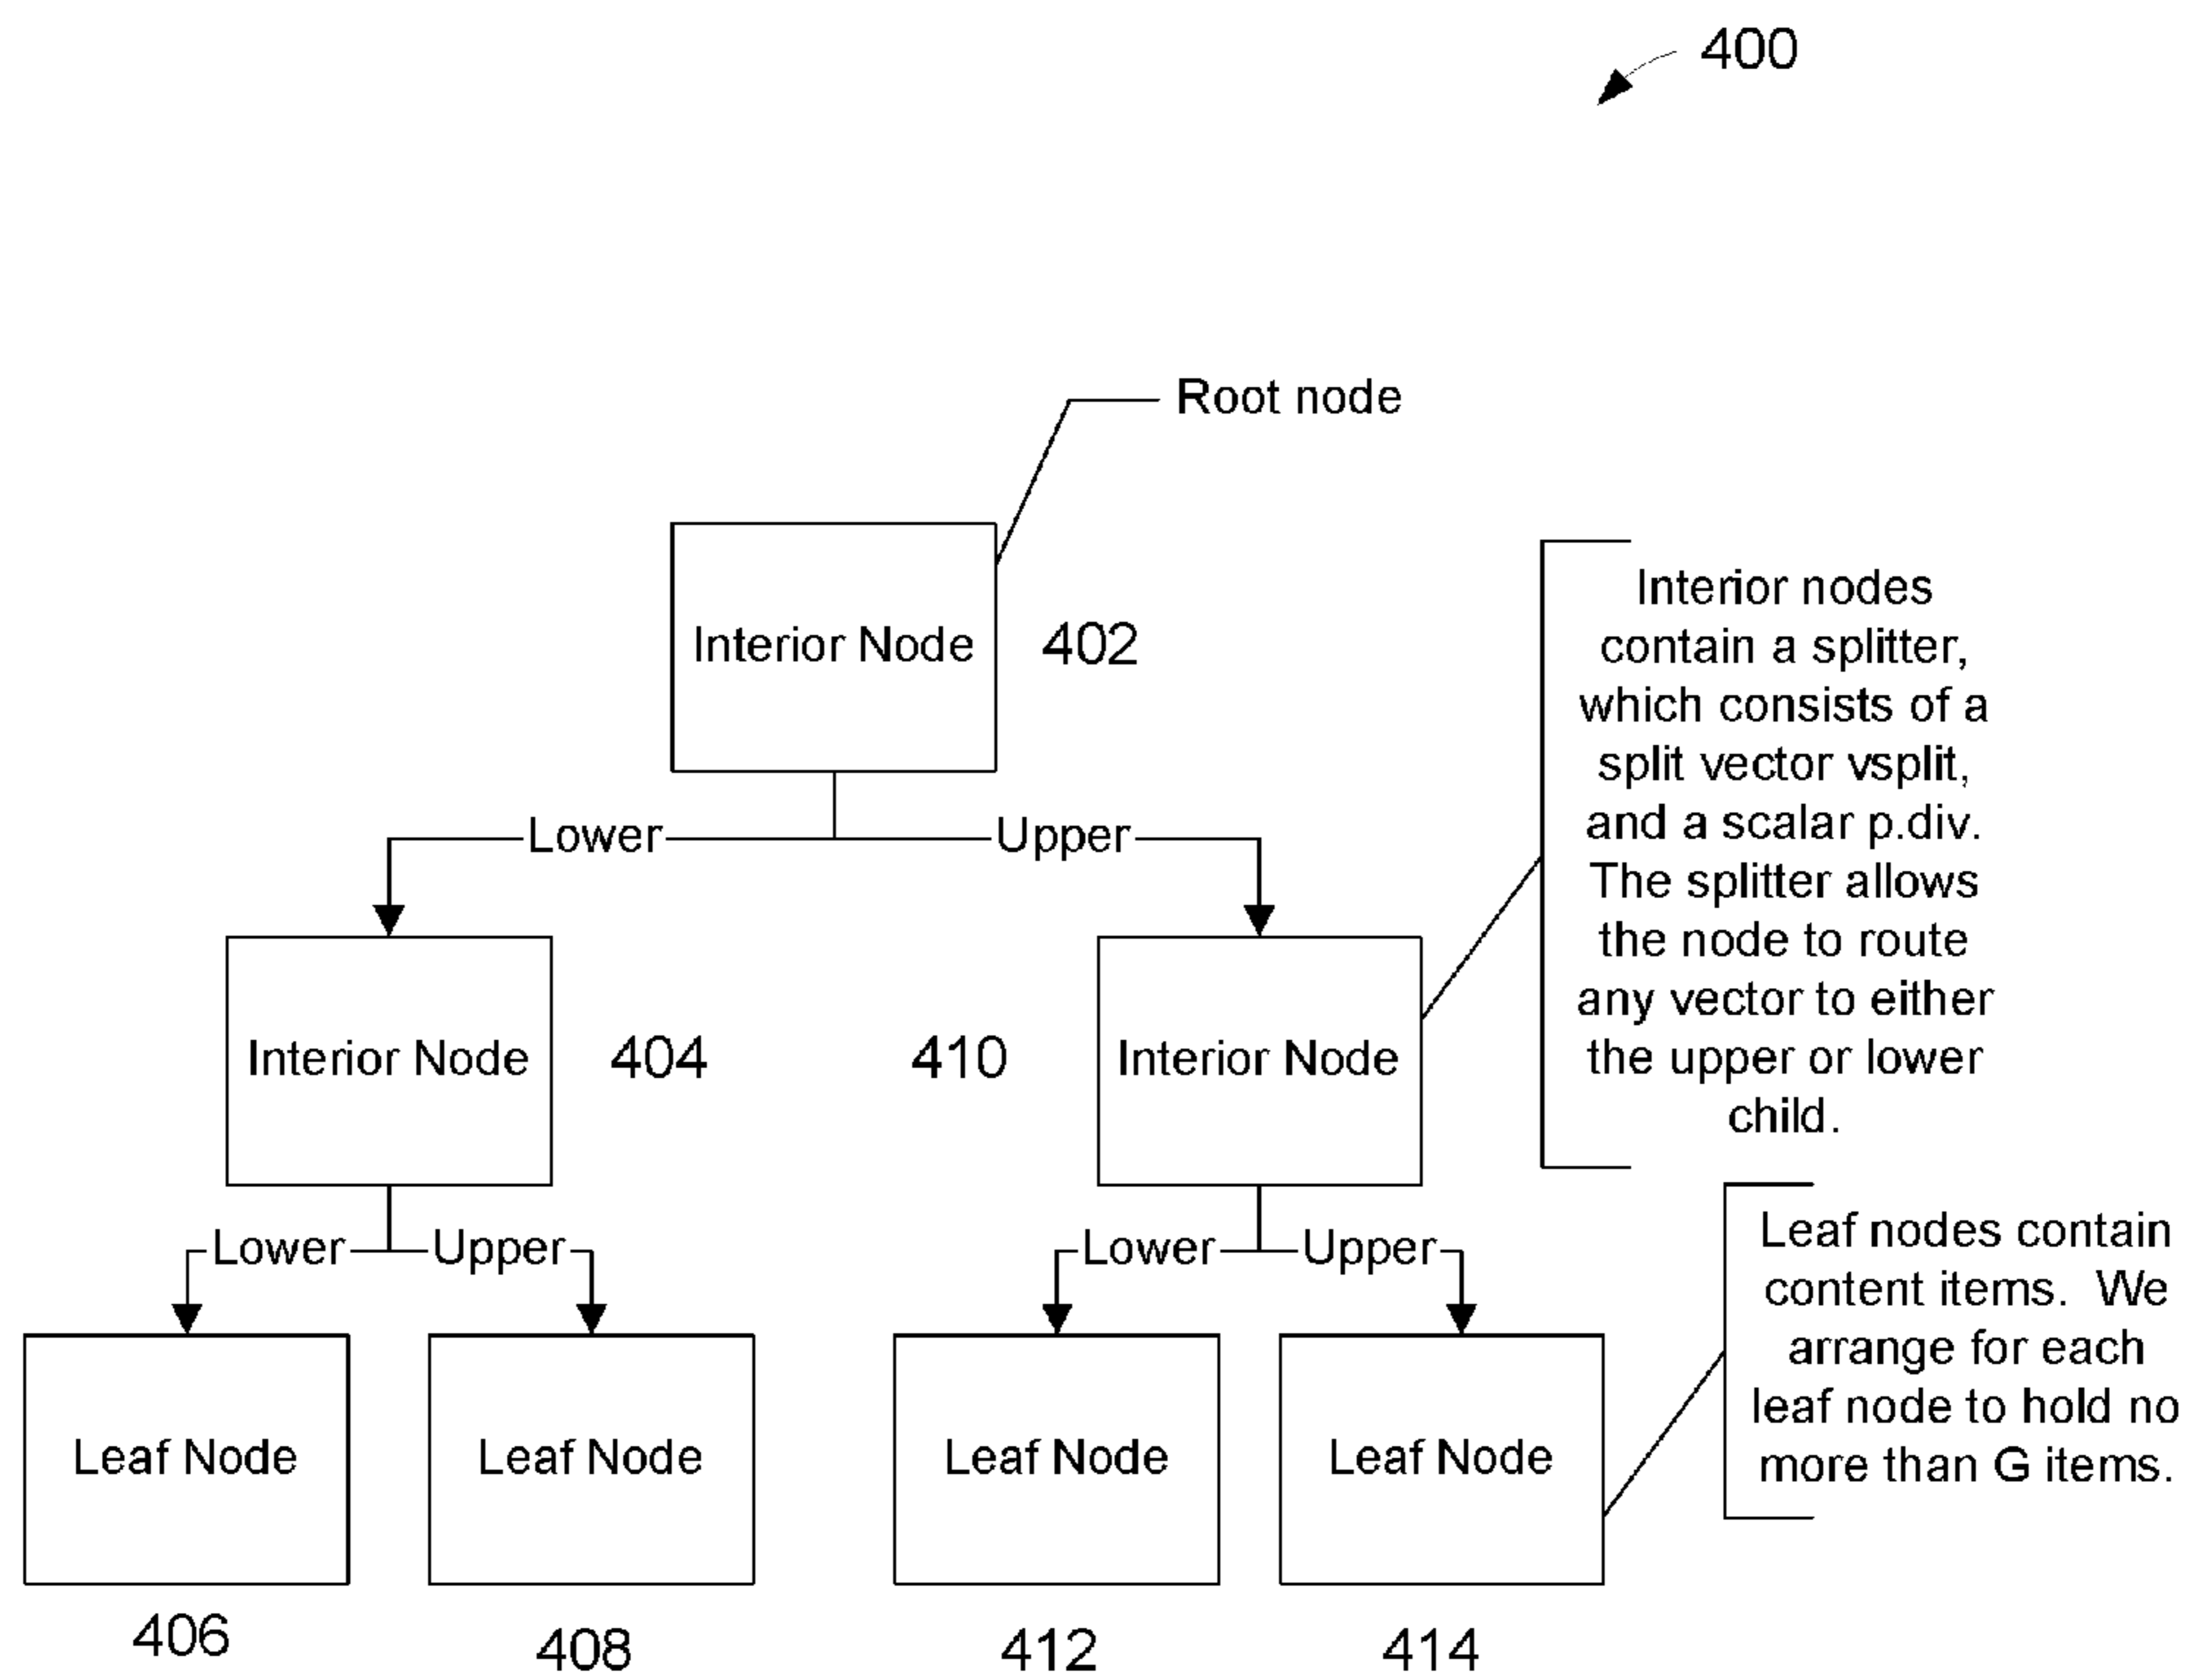 400
Root node
Interior Node
402
Interior nodes
contain a splitter,
which consists of a
split vector vsplit,
and a scalar p.div.
The splitter allows
the node to route
any vector to either
the upper or lower
child.
Lower
Upper
Interior Node
404
410
Interior Node
Lower
Upper
Lower
Upper
Leaf nodes contain
content items. We
arrange for each
leaf node to hold no
more than G items.
Leaf Node
Leaf Node
Leaf Node
Leaf Node
406
408
412
414